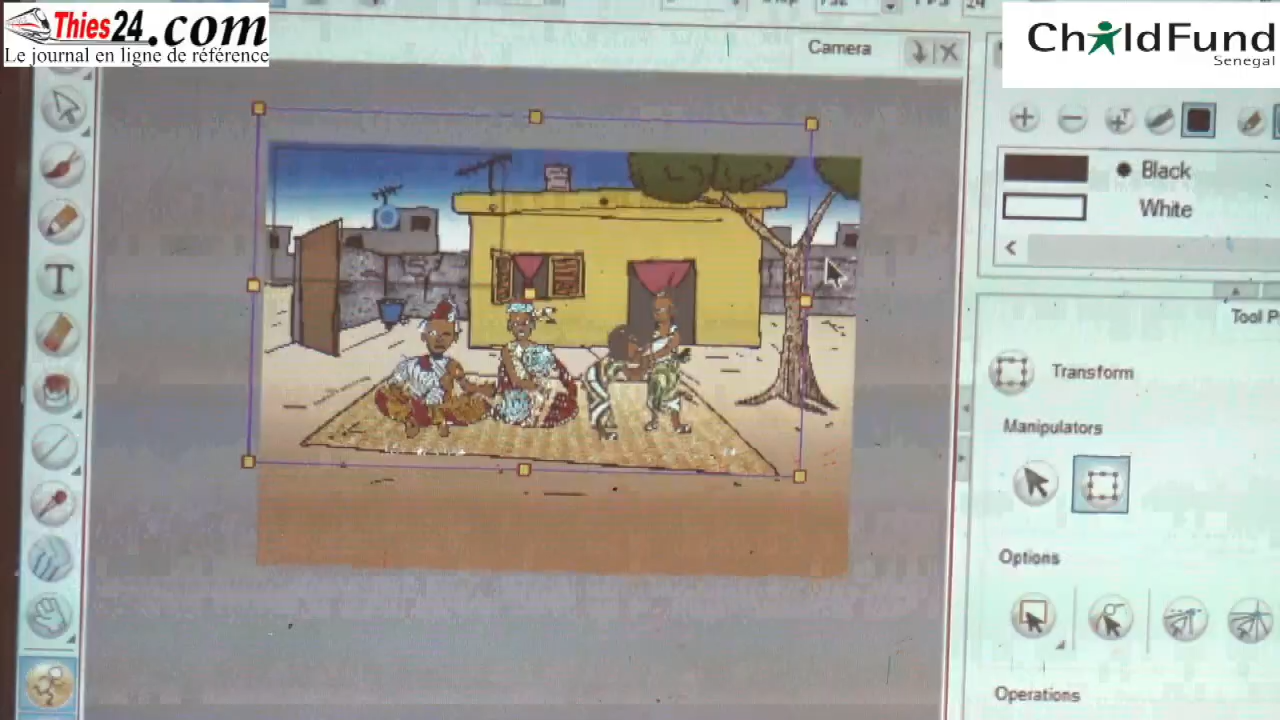 Thies24.com
Le journal en ligne de référence
ChildFund
Senegal
Camera
Black
White
Transform
Manipulators
Options
Operations
T
Tool